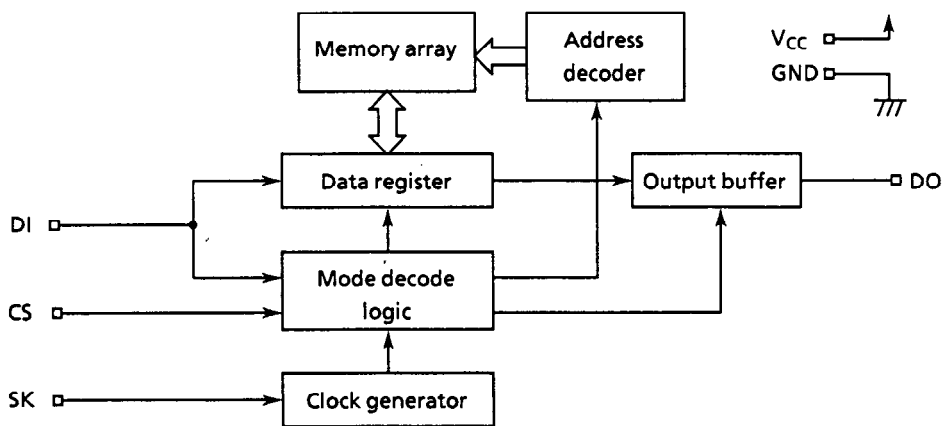 Memory array
Address
decoder
VCC
GND
Data register
Output buffer
DO
DI
Mode decode
logic
CS
SK
Clock generator